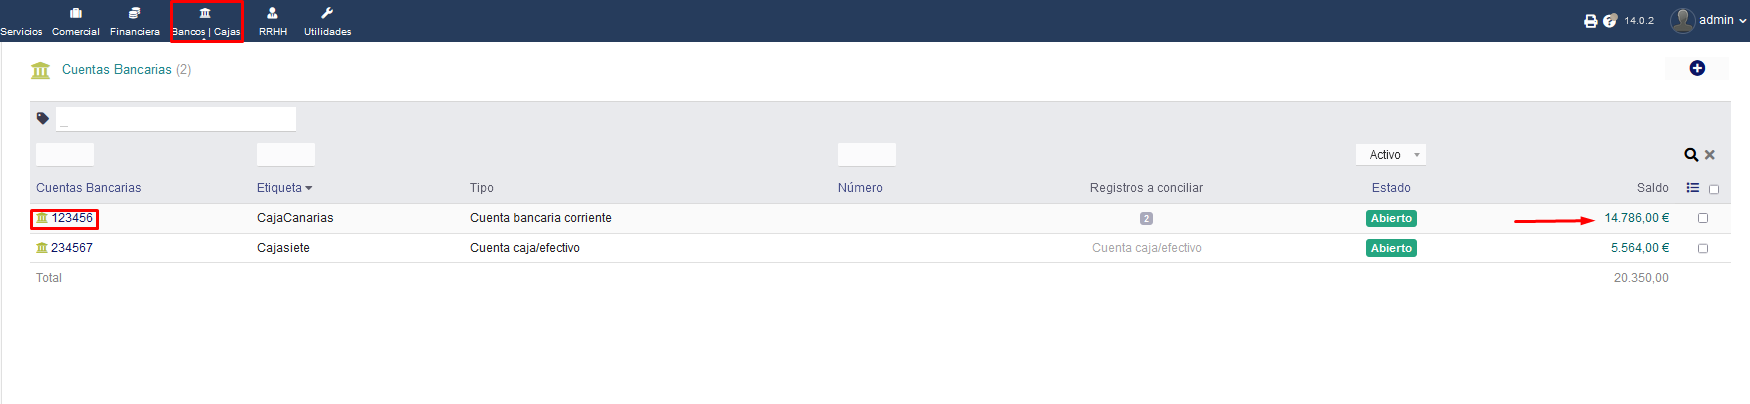 Servicios Comercial Financiera Bancos | Cajas RRHH Utilidades 14.0.2 admin
Cuentas Bancarias (2)
_
Activo
Cuentas Bancarias Etiqueta Tipo Número Registros a conciliar Estado Saldo
123456 CajaCanarias Cuenta bancaria corriente 2 Abierto 14.786,00 €
234567 Cajasiete Cuenta caja/efectivo Cuenta caja/efectivo Abierto 5.564,00 €
Total 20.350,00